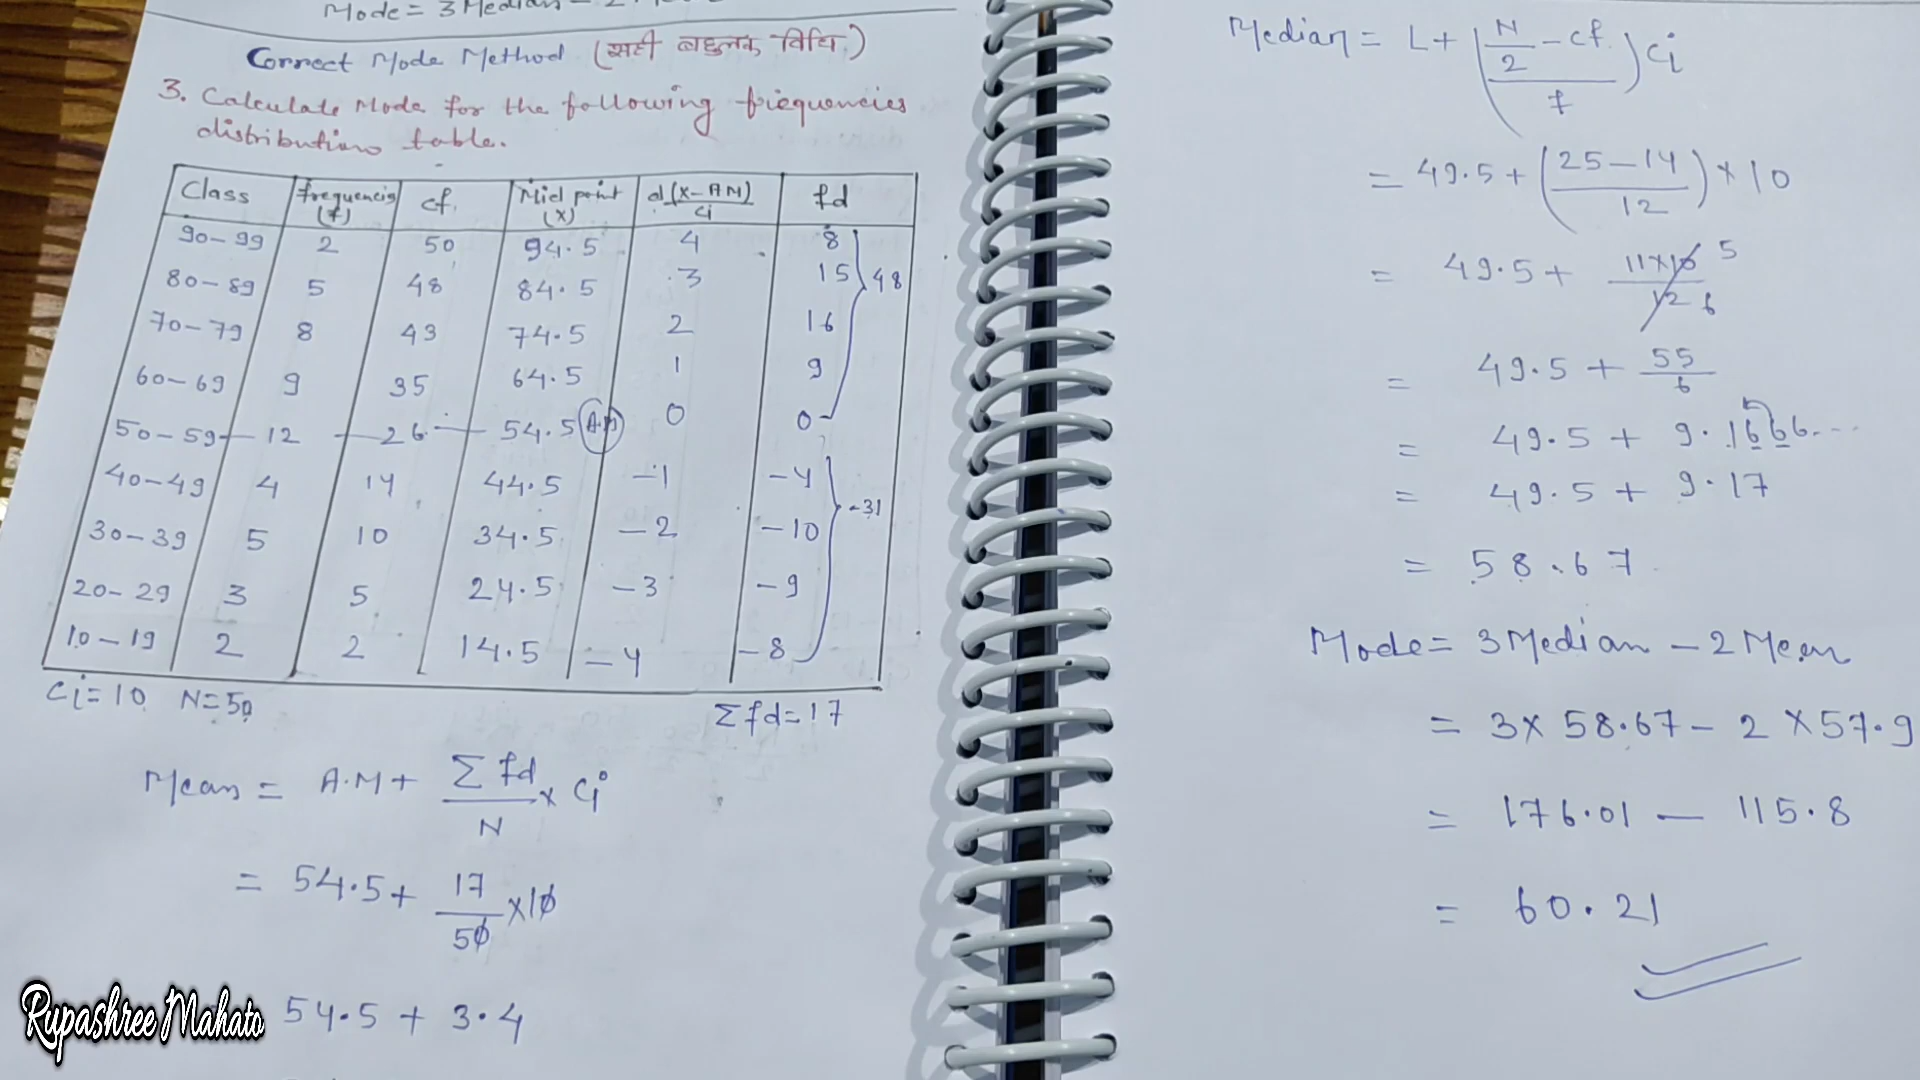 Mode = 3 Median - 2
Correct Mode Method (सही बहुलक विधि)
3. Calculate Mode for the following frequencies
distributions table.
Class frequencies (f) cf. Mid point (x) d(X-AM)/Ci fd
90-99 2 50 94.5 4 8
80-89 5 48 84.5 3 15 48
70-79 8 43 74.5 2 16
60-69 9 35 64.5 1 9
50-59 12 26 54.5 A.M 0 0
40-49 4 14 44.5 -1 -4
30-39 5 10 34.5 -2 -10 -31
20-29 3 5 24.5 -3 -9
10-19 2 2 14.5 -4 -8
Ci = 10 N = 50 Σfd = 17
Mean = A.M + Σfd/N × Ci
= 54.5 + 17/50 × 10
54.5 + 3.4
Median = L + (N/2 - cf./f) Ci
= 49.5 + (25-14/12) × 10
= 49.5 + 11×10/12 5 6
= 49.5 + 55/6
= 49.5 + 9.1666...
= 49.5 + 9.17
= 58.67
Mode = 3 Median - 2 Mean
= 3 × 58.67 - 2 × 57.9
= 176.01 - 115.8
= 60.21
Rupashree Mahato